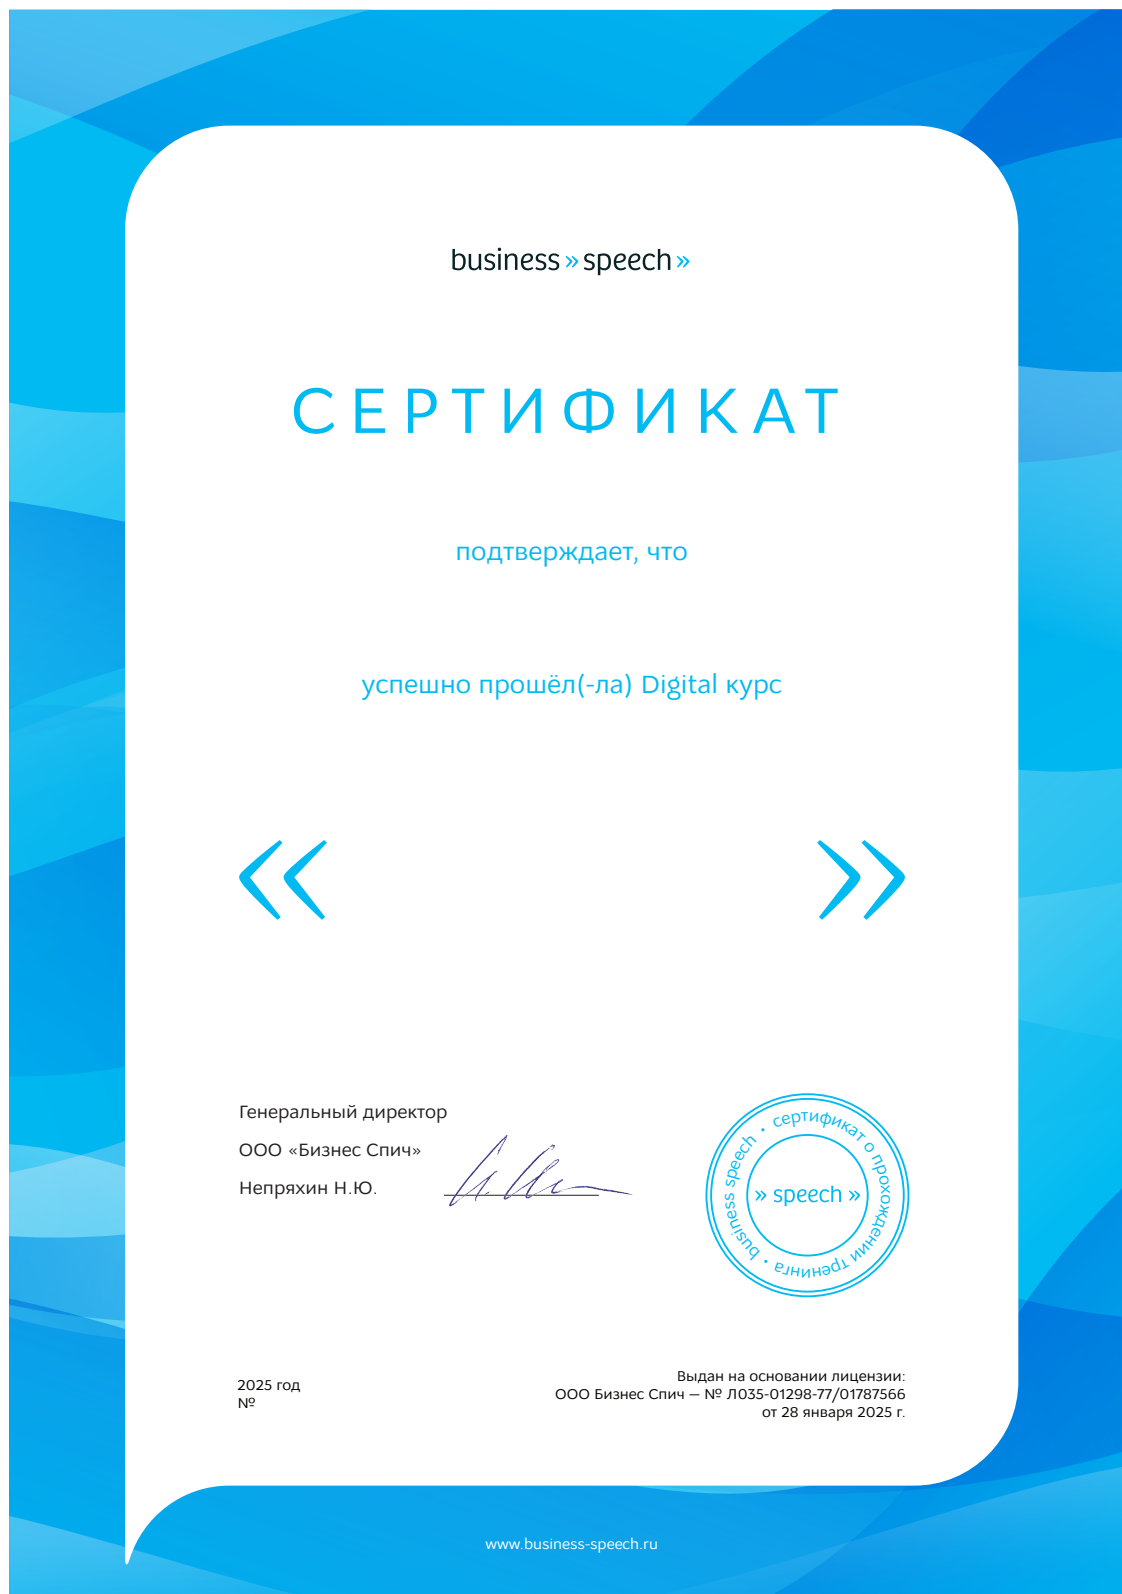 business » speech »
СЕРТИФИКАТ
подтверждает, что
успешно прошёл(-ла) Digital курс
« »
Генеральный директор
ООО «Бизнес Спич»
Непряхин Н.Ю.
business speech • сертификат о прохождении тренинга •
» speech »
2025 год
№
Выдан на основании лицензии:
ООО Бизнес Спич — № Л035-01298-77/01787566
от 28 января 2025 г.
www.business-speech.ru